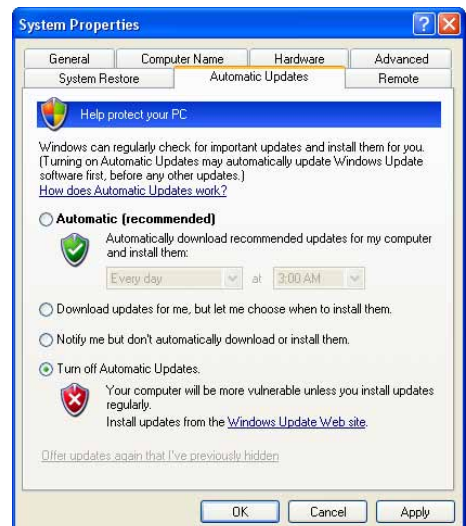 System Properties
General Computer Name Hardware Advanced
System Restore Automatic Updates Remote
Help protect your PC
Windows can regularly check for important updates and install them for you.
(Turning on Automatic Updates may automatically update Windows Update
software first, before any other updates.)
How does Automatic Updates work?
Automatic (recommended)
Automatically download recommended updates for my computer
and install them:
Every day at 3:00 AM
Download updates for me, but let me choose when to install them.
Notify me but don't automatically download or install them.
Turn off Automatic Updates.
Your computer will be more vulnerable unless you install updates
regularly.
Install updates from the Windows Update Web site.
Offer updates again that I've previously hidden
OK Cancel Apply